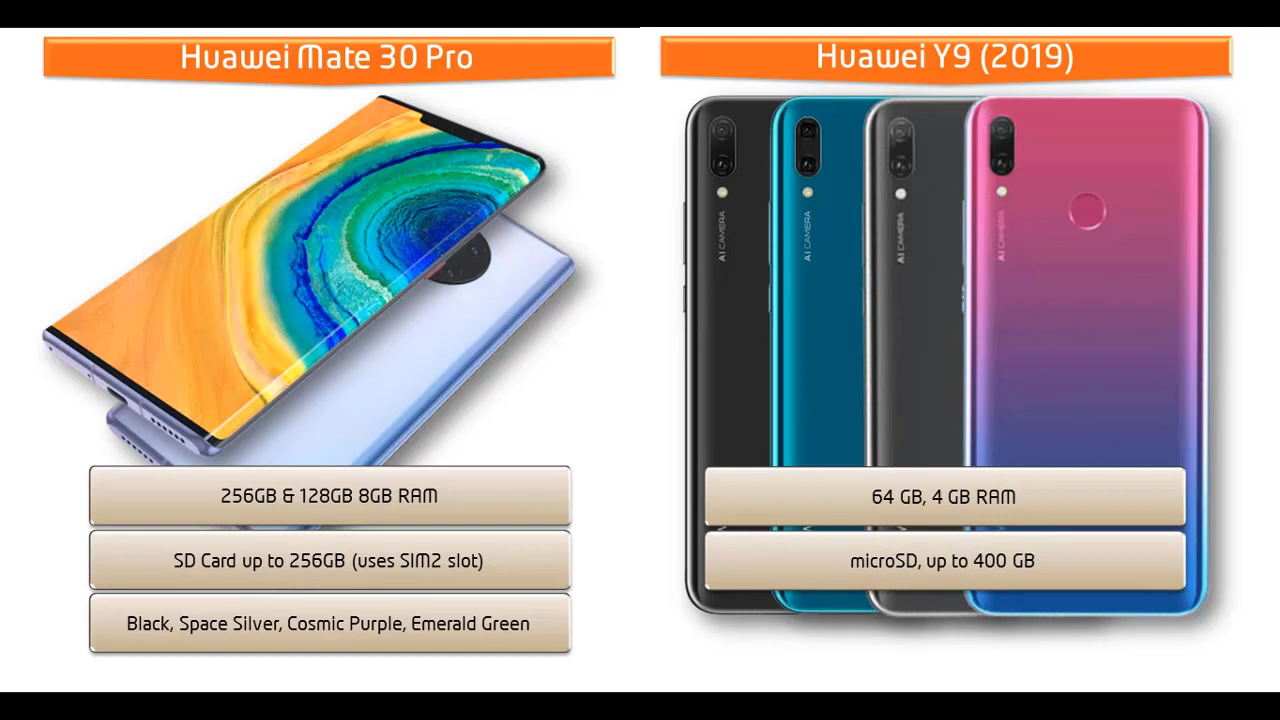 Huawei Mate 30 Pro
256GB & 128GB 8GB RAM
SD Card up to 256GB (uses SIM2 slot)
Black, Space Silver, Cosmic Purple, Emerald Green
Huawei Y9 (2019)
AI CAMERA
AI CAMERA
AI CAMERA
AI CAMERA
64 GB, 4 GB RAM
microSD, up to 400 GB